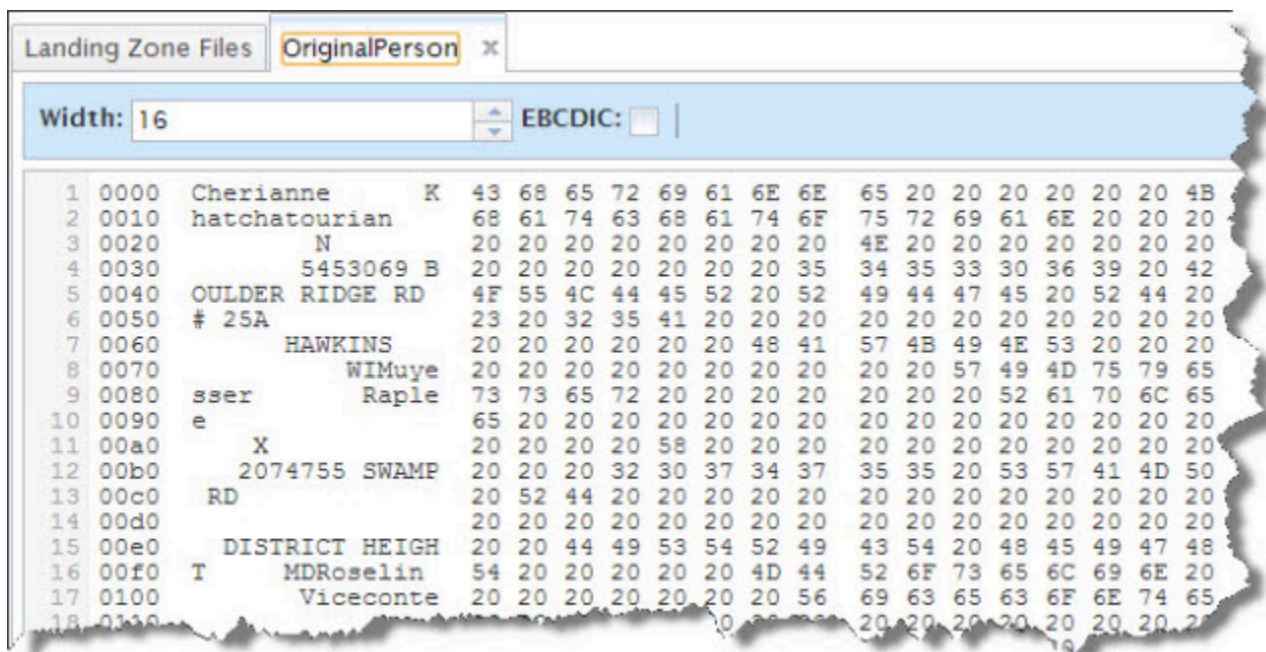 Landing Zone Files OriginalPerson x
Width: 16 EBCDIC:
1 0000 Cherianne      K 43 68 65 72 69 61 6E 6E 65 20 20 20 20 20 20 4B
2 0010 hatchatourian 68 61 74 63 68 61 74 6F 75 72 69 61 6E 20 20 20
3 0020         N 20 20 20 20 20 20 20 20 4E 20 20 20 20 20 20 20
4 0030        5453069 B 20 20 20 20 20 20 20 35 34 35 33 30 36 39 20 42
5 0040 OULDER RIDGE RD 4F 55 4C 44 45 52 20 52 49 44 47 45 20 52 44 20
6 0050 # 25A 23 20 32 35 41 20 20 20 20 20 20 20 20 20 20 20
7 0060       HAWKINS 20 20 20 20 20 20 48 41 57 4B 49 4E 53 20 20 20
8 0070           WIMuye 20 20 20 20 20 20 20 20 20 20 57 49 4D 75 79 65
9 0080 sser       Raple 73 73 65 72 20 20 20 20 20 20 20 52 61 70 6C 65
10 0090 e 65 20 20 20 20 20 20 20 20 20 20 20 20 20 20 20
11 00a0     X 20 20 20 20 58 20 20 20 20 20 20 20 20 20 20 20
12 00b0    2074755 SWAMP 20 20 20 32 30 37 34 37 35 35 20 53 57 41 4D 50
13 00c0  RD 20 52 44 20 20 20 20 20 20 20 20 20 20 20 20 20
14 00d0 20 20 20 20 20 20 20 20 20 20 20 20 20 20 20 20
15 00e0   DISTRICT HEIGH 20 20 44 49 53 54 52 49 43 54 20 48 45 49 47 48
16 00f0 T     MDRoselin 54 20 20 20 20 20 4D 44 52 6F 73 65 6C 69 6E 20
17 0100        Viceconte 20 20 20 20 20 20 20 56 69 63 65 63 6F 6E 74 65